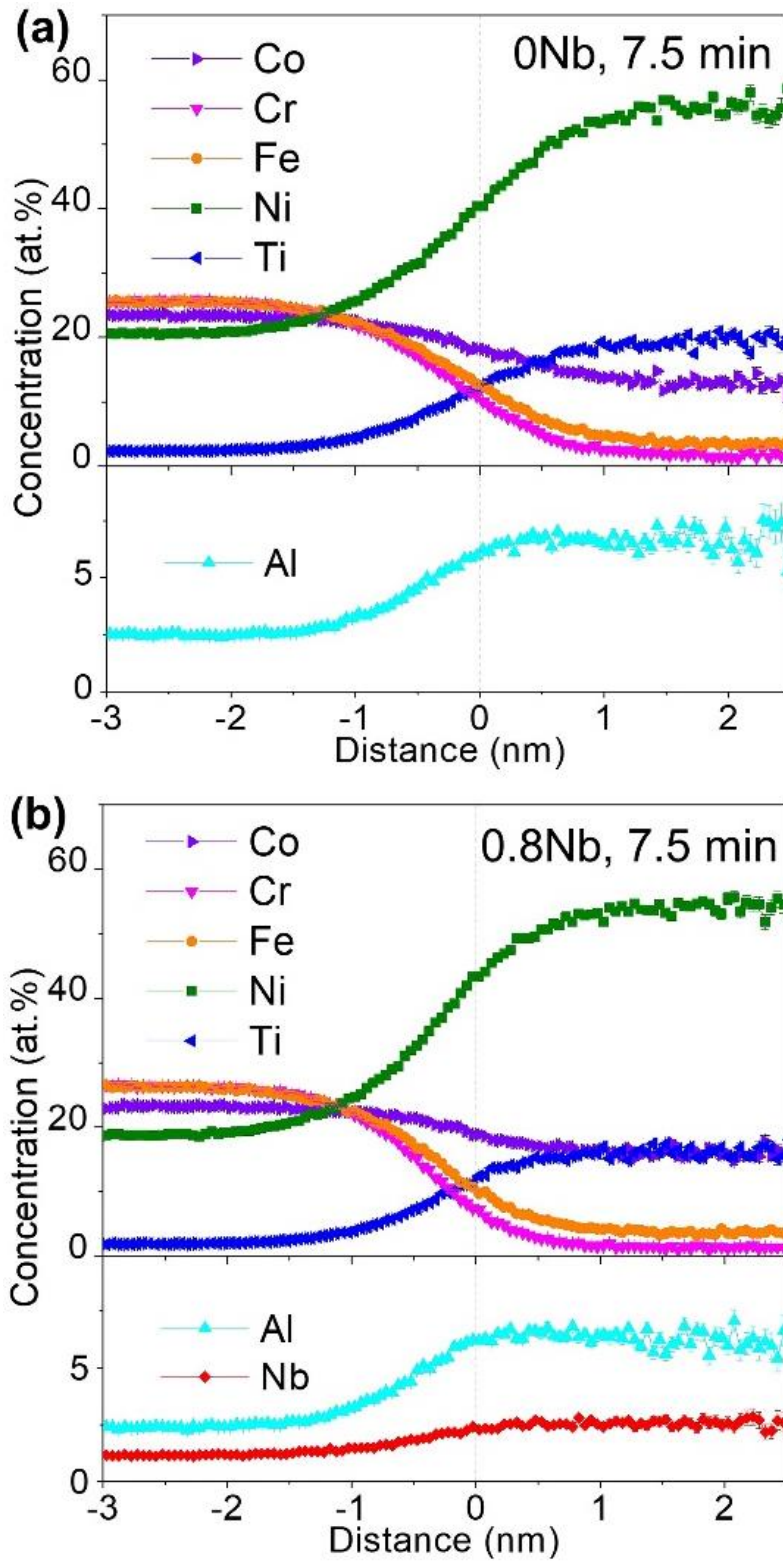 (a)
0Nb, 7.5 min
Co
Cr
Fe
Ni
Ti
60
40
20
0
Concentration (at.%)
Al
5
0
-3 -2 -1 0 1 2
Distance (nm)
(b)
0.8Nb, 7.5 min
Co
Cr
Fe
Ni
Ti
60
40
20
0
Concentration (at.%)
Al
Nb
5
0
-3 -2 -1 0 1 2
Distance (nm)